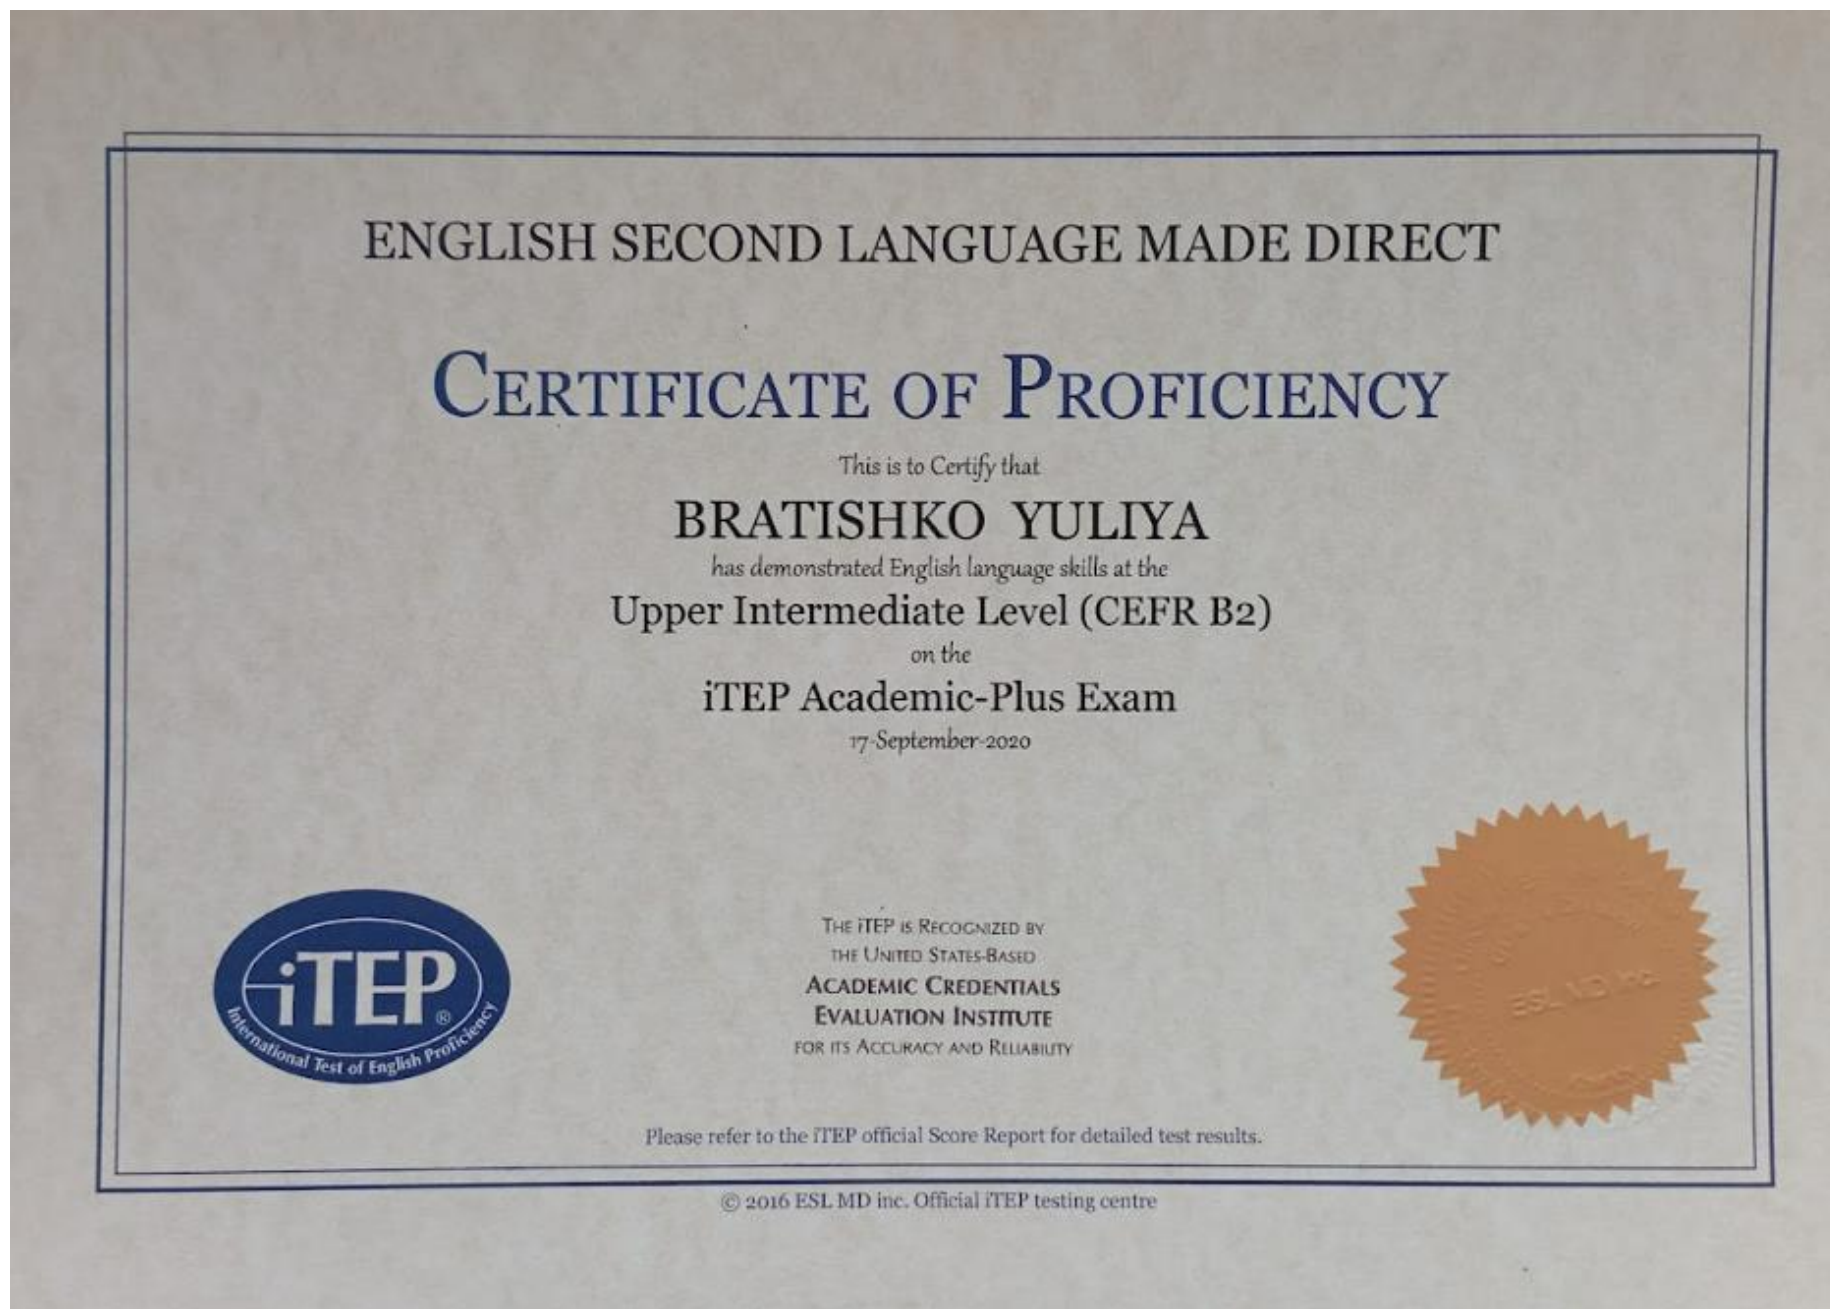 ENGLISH SECOND LANGUAGE MADE DIRECT
CERTIFICATE OF PROFICIENCY
This is to Certify that
BRATISHKO YULIYA
has demonstrated English language skills at the
Upper Intermediate Level (CEFR B2)
on the
iTEP Academic-Plus Exam
17-September-2020
iTEP®
International Test of English Proficiency
THE iTEP IS RECOGNIZED BY
THE UNITED STATES-BASED
ACADEMIC CREDENTIALS
EVALUATION INSTITUTE
FOR ITS ACCURACY AND RELIABILITY
ESL MD Inc.
Please refer to the iTEP official Score Report for detailed test results.
© 2016 ESL MD inc. Official iTEP testing centre